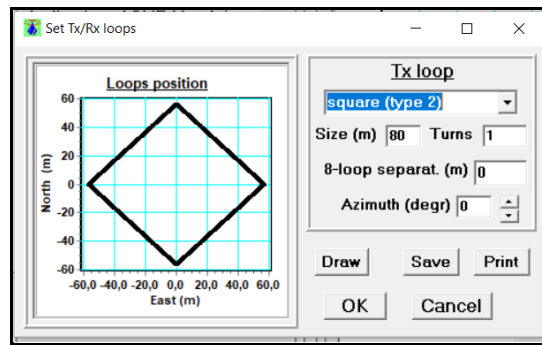 Set Tx/Rx loops
Loops position
60
40
20
0
-20
-40
-60
North (m)
-60,0 -40,0 -20,0 0,0 20,0 40,0 60,0
East (m)
Tx loop
square (type 2)
Size (m) 80 Turns 1
8-loop separat. (m) 0
Azimuth (degr) 0
Draw Save Print
OK Cancel